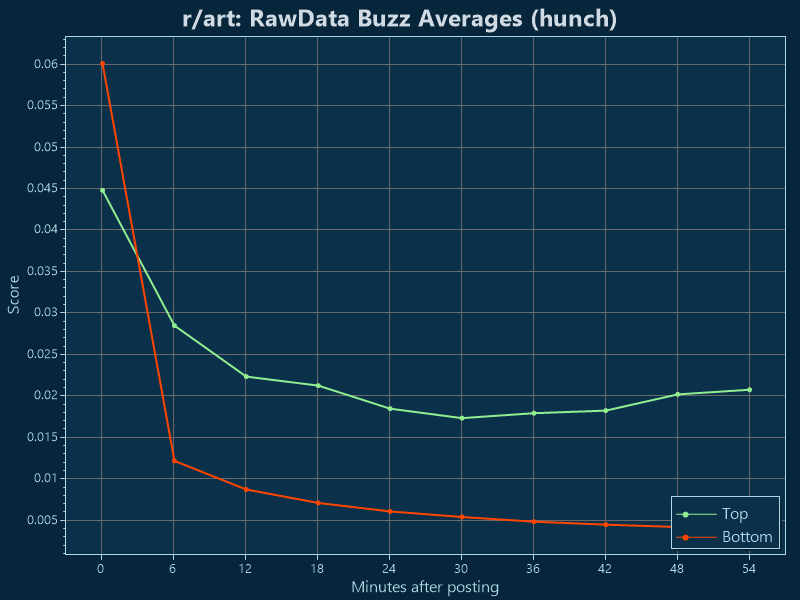 r/art: RawData Buzz Averages (hunch)
0.06
0.055
0.05
0.045
0.04
0.035
0.03
0.025
0.02
0.015
0.01
0.005
Score
Top
Bottom
0 6 12 18 24 30 36 42 48 54
Minutes after posting